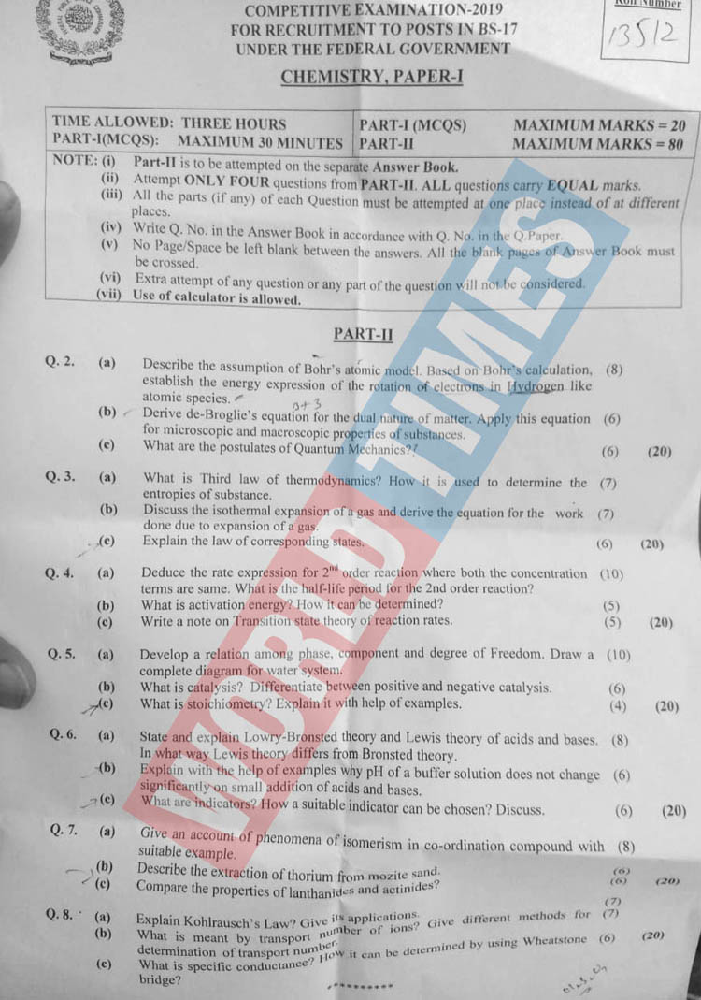 COMPETITIVE EXAMINATION-2019
FOR RECRUITMENT TO POSTS IN BS-17
UNDER THE FEDERAL GOVERNMENT
CHEMISTRY, PAPER-I
Roll Number
13512
TIME ALLOWED: THREE HOURS PART-I (MCQS) MAXIMUM MARKS = 20
PART-I(MCQS): MAXIMUM 30 MINUTES PART-II MAXIMUM MARKS = 80
NOTE: (i) Part-II is to be attempted on the separate Answer Book.
(ii) Attempt ONLY FOUR questions from PART-II. ALL questions carry EQUAL marks.
(iii) All the parts (if any) of each Question must be attempted at one place instead of at different
places.
(iv) Write Q. No. in the Answer Book in accordance with Q. No. in the Q.Paper.
(v) No Page/Space be left blank between the answers. All the blank pages of Answer Book must
be crossed.
(vi) Extra attempt of any question or any part of the question will not be considered.
(vii) Use of calculator is allowed.
PART-II
Q. 2. (a) Describe the assumption of Bohr's atomic model. Based on Bohr's calculation, (8)
establish the energy expression of the rotation of electrons in Hydrogen like
atomic species.
(b) Derive de-Broglie's equation for the dual nature of matter. Apply this equation (6)
for microscopic and macroscopic properties of substances.
(c) What are the postulates of Quantum Mechanics?? (6) (20)
Q. 3. (a) What is Third law of thermodynamics? How it is used to determine the (7)
entropies of substance.
(b) Discuss the isothermal expansion of a gas and derive the equation for the work (7)
done due to expansion of a gas.
(c) Explain the law of corresponding states. (6) (20)
Q. 4. (a) Deduce the rate expression for 2nd order reaction where both the concentration (10)
terms are same. What is the half-life period for the 2nd order reaction?
(b) What is activation energy? How it can be determined? (5)
(c) Write a note on Transition state theory of reaction rates. (5) (20)
Q. 5. (a) Develop a relation among phase, component and degree of Freedom. Draw a (10)
complete diagram for water system.
(b) What is catalysis? Differentiate between positive and negative catalysis. (6)
(c) What is stoichiometry? Explain it with help of examples. (4) (20)
Q. 6. (a) State and explain Lowry-Bronsted theory and Lewis theory of acids and bases. (8)
In what way Lewis theory differs from Bronsted theory.
(b) Explain with the help of examples why pH of a buffer solution does not change (6)
significantly on small addition of acids and bases.
(c) What are indicators? How a suitable indicator can be chosen? Discuss. (6) (20)
Q. 7. (a) Give an account of phenomena of isomerism in co-ordination compound with (8)
suitable example.
(b) Describe the extraction of thorium from mozite sand. (6)
(c) Compare the properties of lanthanides and actinides? (6) (20)
Q. 8. (a) Explain Kohlrausch's Law? Give its applications. (7)
(b) What is meant by transport number of ions? Give different methods for (7)
determination of transport number.
(c) What is specific conductance? How it can be determined by using Wheatstone (6) (20)
bridge?
**********
WORLD TIMES